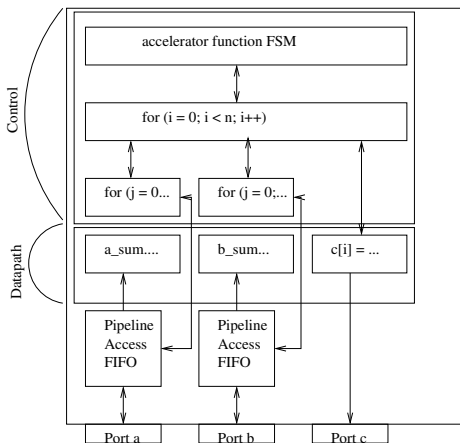 accelerator function FSM
for (i = 0; i < n; i++)
for (j = 0...
for (j = 0;...
Control
a_sum....
b_sum...
c[i] = ...
Datapath
Pipeline
Access
FIFO
Pipeline
Access
FIFO
Port a
Port b
Port c